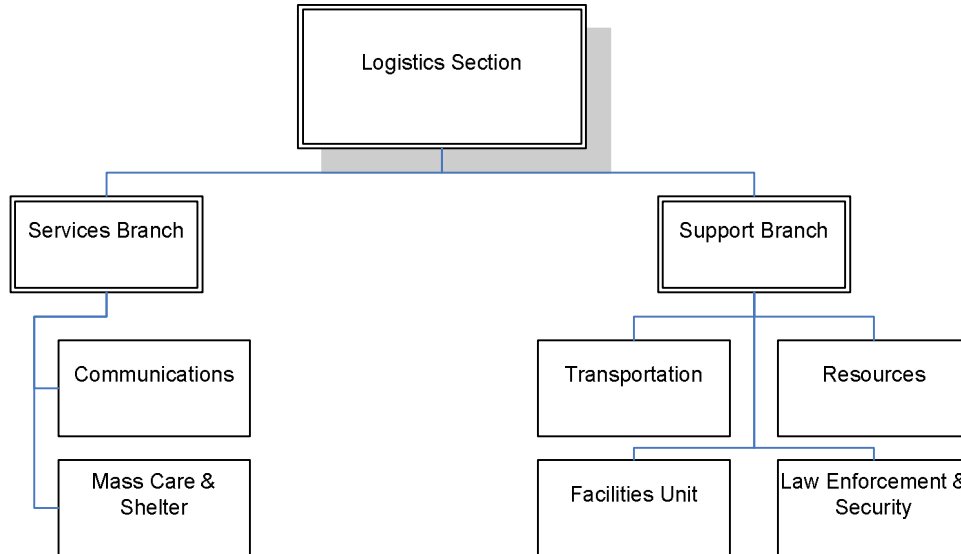 Logistics Section
Services Branch
Support Branch
Communications
Transportation
Resources
Mass Care &
Shelter
Facilities Unit
Law Enforcement &
Security